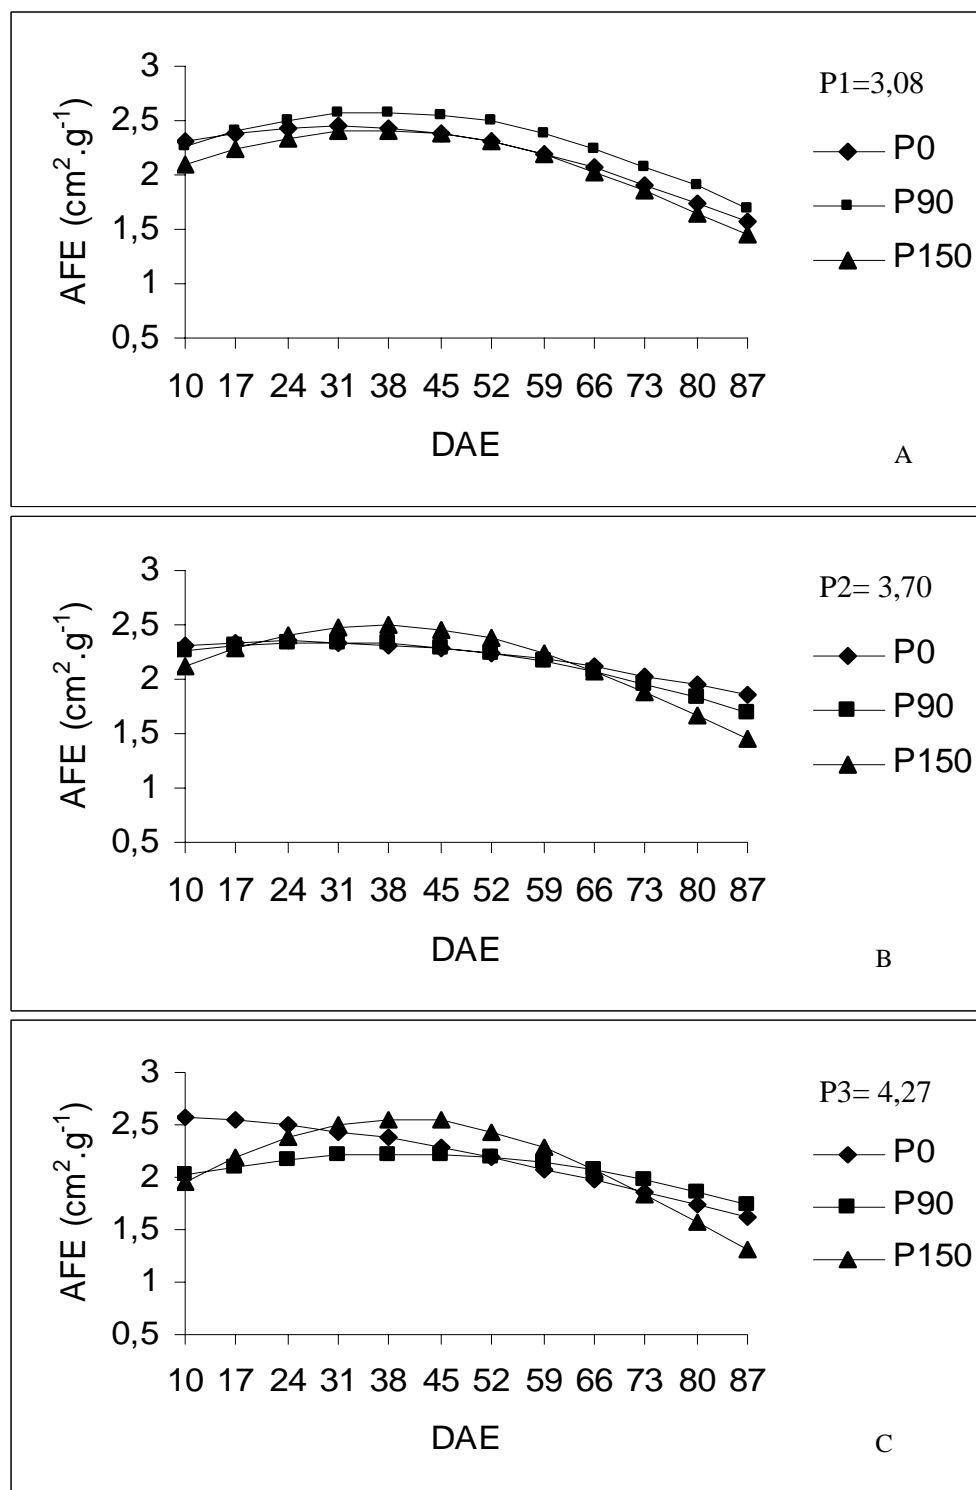 P1=3,08
3
2,5
2
1,5
1
0,5
AFE (cm².g⁻¹)
P0
P90
P150
10 17 24 31 38 45 52 59 66 73 80 87
DAE
A
P2= 3,70
3
2,5
2
1,5
1
0,5
AFE (cm².g⁻¹)
P0
P90
P150
10 17 24 31 38 45 52 59 66 73 80 87
DAE
B
P3= 4,27
3
2,5
2
1,5
1
0,5
AFE (cm².g⁻¹)
P0
P90
P150
10 17 24 31 38 45 52 59 66 73 80 87
DAE
C